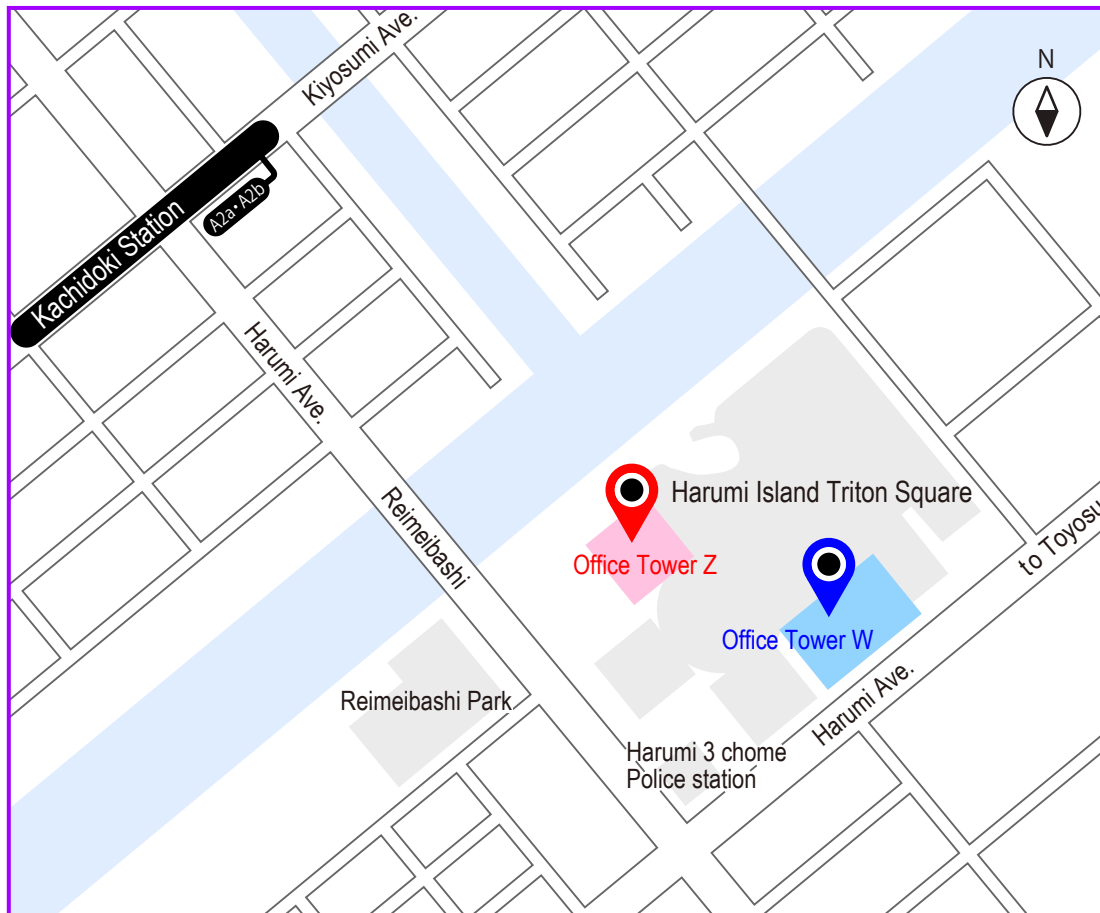 Kiyosumi Ave.
N
A2a・A2b
Kachidoki Station
Harumi Ave.
Reimeibashi
Harumi Island Triton Square
to Toyosu
Office Tower Z
Office Tower W
Reimeibashi Park
Harumi Ave.
Harumi 3 chome
Police station